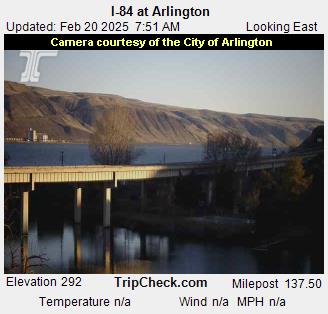 I-84 at Arlington
Updated: Feb 20 2025 7:51 AM Looking East
Camera courtesy of the City of Arlington
Elevation 292 TripCheck.com Milepost 137.50
Temperature n/a Wind n/a MPH n/a